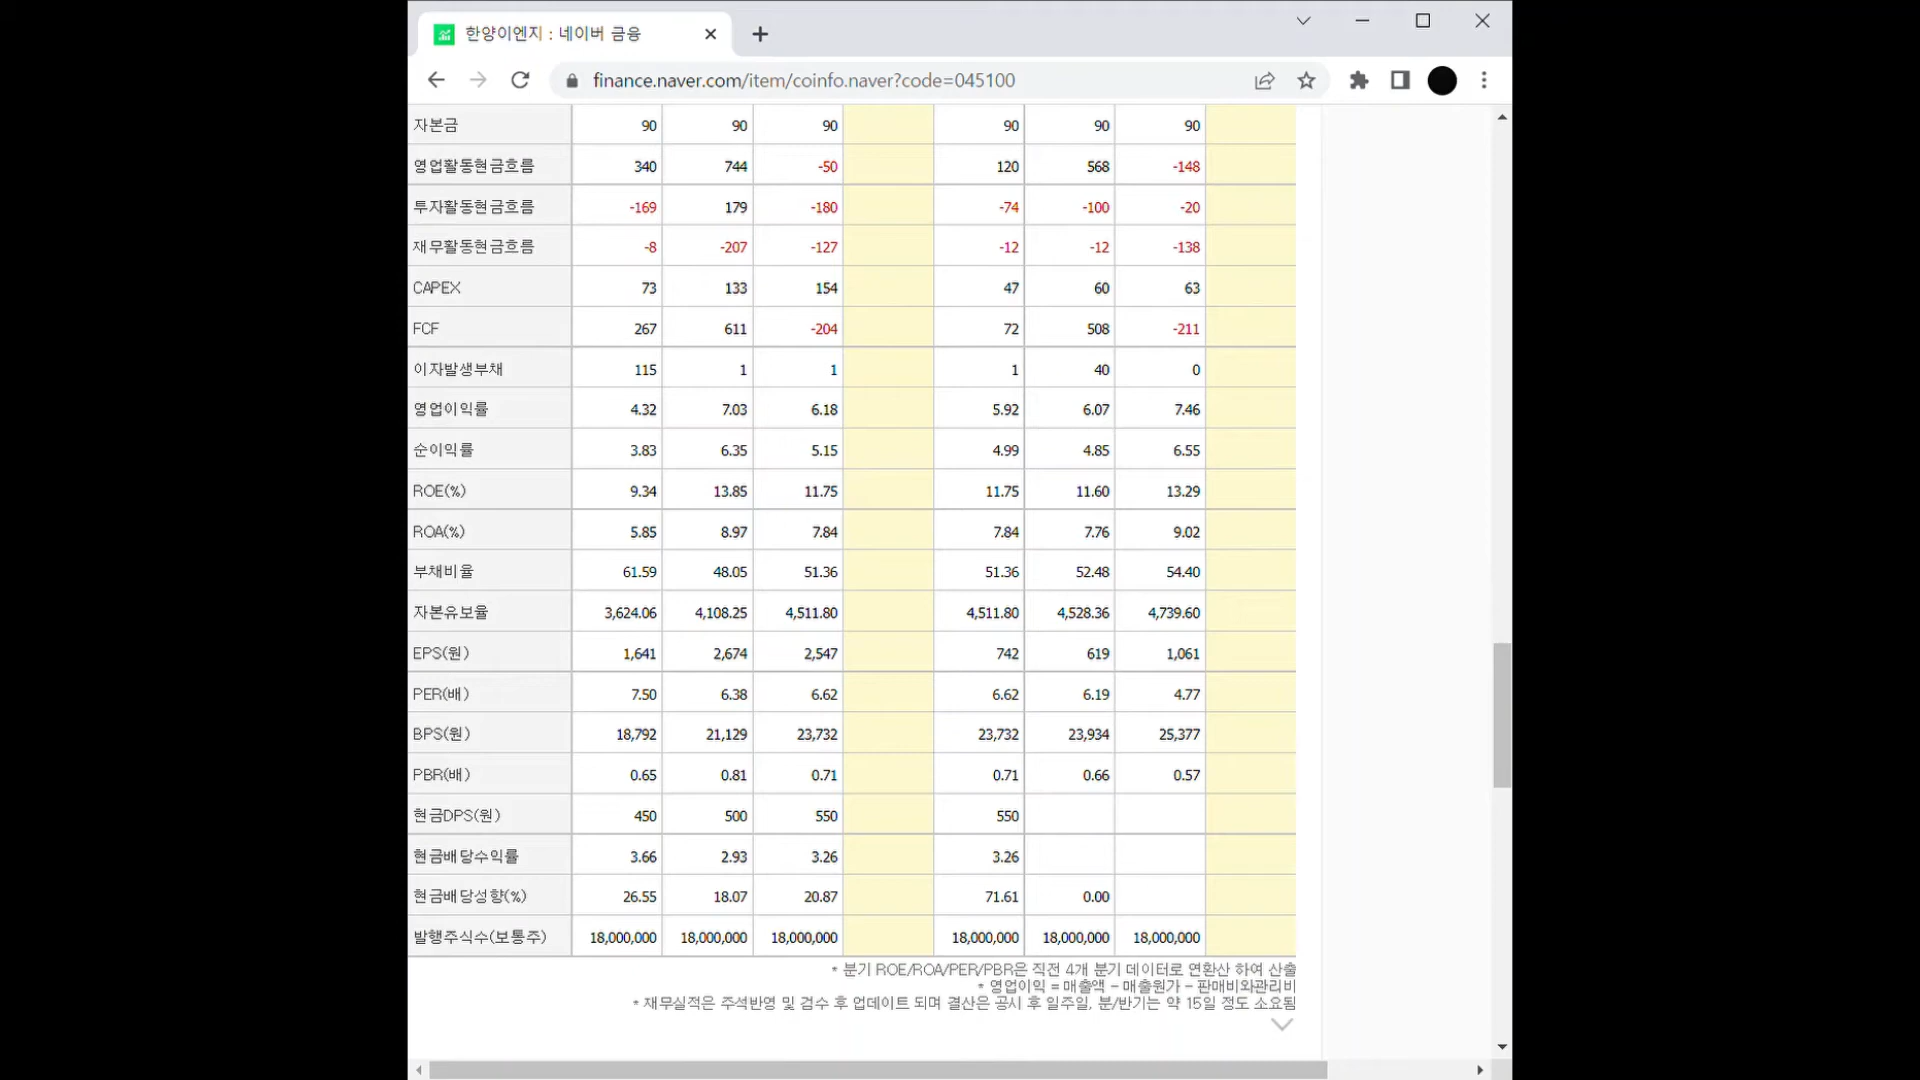 한양이엔지 : 네이버 금융
finance.naver.com/item/coinfo.naver?code=045100
자본금 90 90 90 90 90 90
영업활동현금흐름 340 744 -50 120 568 -148
투자활동현금흐름 -169 179 -180 -74 -100 -20
재무활동현금흐름 -8 -207 -127 -12 -12 -138
CAPEX 73 133 154 47 60 63
FCF 267 611 -204 72 508 -211
이자발생부채 115 1 1 1 40 0
영업이익률 4.32 7.03 6.18 5.92 6.07 7.46
순이익률 3.83 6.35 5.15 4.99 4.85 6.55
ROE(%) 9.34 13.85 11.75 11.75 11.60 13.29
ROA(%) 5.85 8.97 7.84 7.84 7.76 9.02
부채비율 61.59 48.05 51.36 51.36 52.48 54.40
자본유보율 3,624.06 4,108.25 4,511.80 4,511.80 4,528.36 4,739.60
EPS(원) 1,641 2,674 2,547 742 619 1,061
PER(배) 7.50 6.38 6.62 6.62 6.19 4.77
BPS(원) 18,792 21,129 23,732 23,732 23,934 25,377
PBR(배) 0.65 0.81 0.71 0.71 0.66 0.57
현금DPS(원) 450 500 550 550
현금배당수익률 3.66 2.93 3.26 3.26
현금배당성향(%) 26.55 18.07 20.87 71.61 0.00
발행주식수(보통주) 18,000,000 18,000,000 18,000,000 18,000,000 18,000,000 18,000,000
* 분기 ROE/ROA/PER/PBR은 직전 4개 분기 데이터로 연환산 하여 산출
* 영업이익 = 매출액 - 매출원가 - 판매비와관리비
* 재무실적은 주석반영 및 검수 후 업데이트 되며 결산은 공시 후 일주일, 분/반기는 약 15일 정도 소요됨